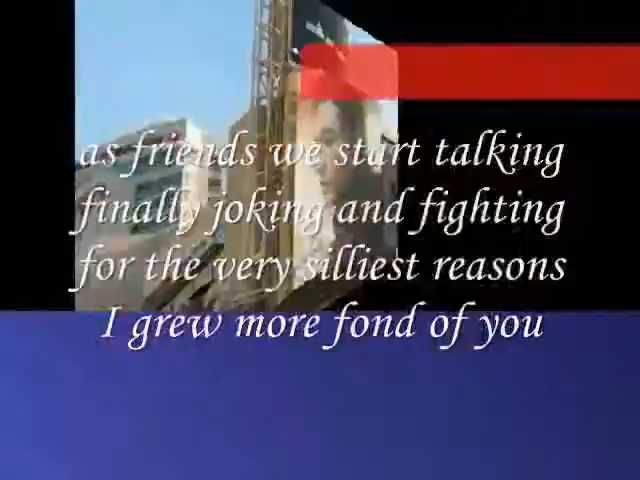 as friends we start talking
finally joking and fighting
for the very silliest reasons
I grew more fond of you